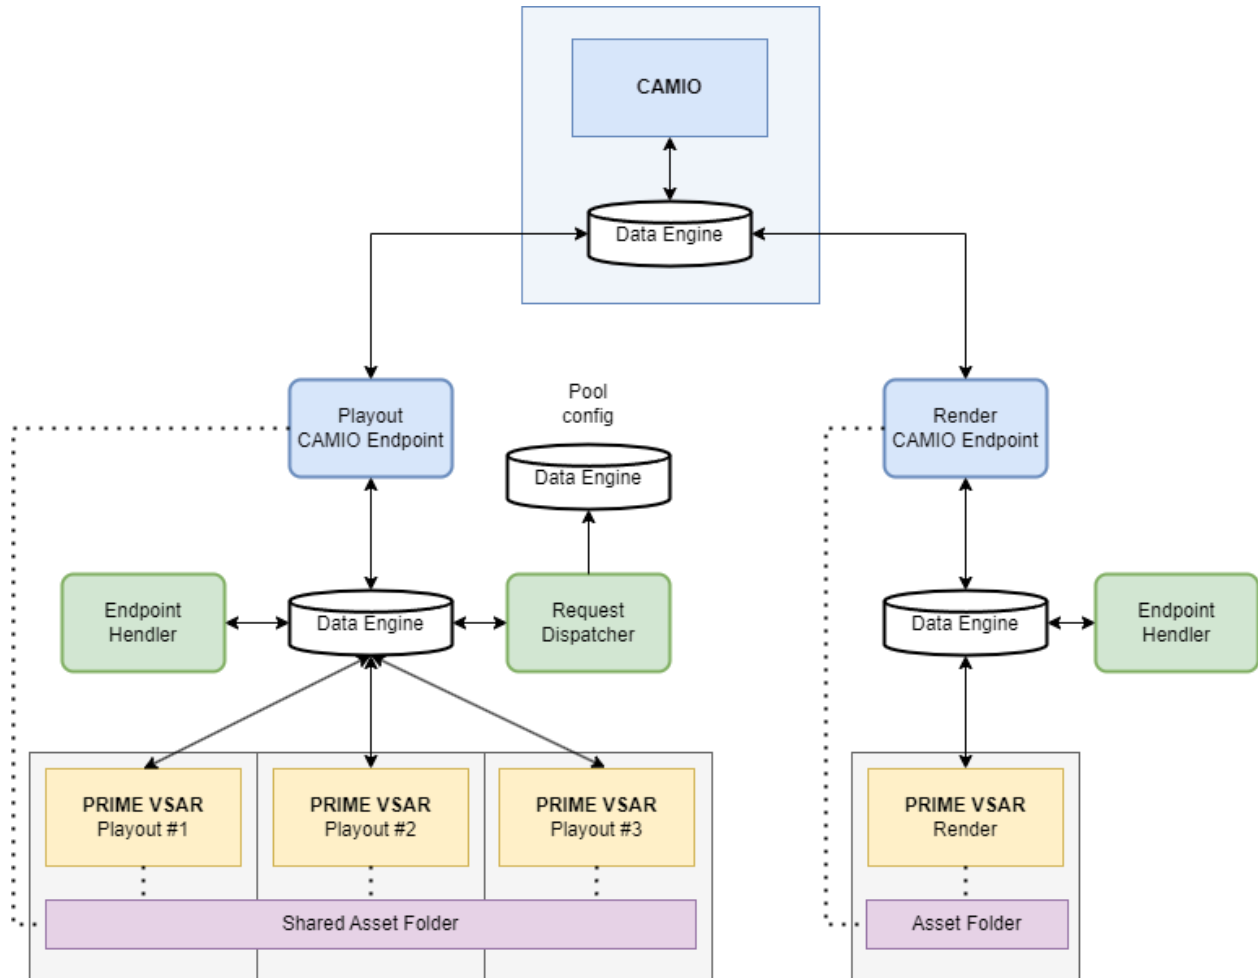 CAMIO
Data Engine
Playout
CAMIO Endpoint
Pool
config
Data Engine
Render
CAMIO Endpoint
Endpoint
Hendler
Data Engine
Request
Dispatcher
Data Engine
Endpoint
Hendler
PRIME VSAR
Playout #1
PRIME VSAR
Playout #2
PRIME VSAR
Playout #3
PRIME VSAR
Render
Shared Asset Folder
Asset Folder